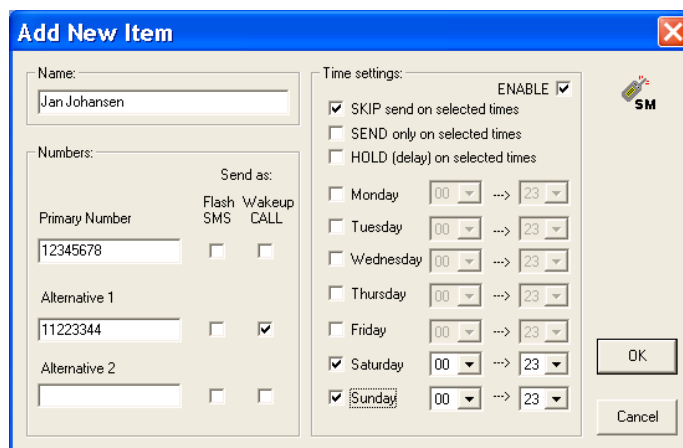 Add New Item
Name:
Jan Johansen
Numbers:
Send as:
Flash SMS
Wakeup CALL
Primary Number
12345678
Alternative 1
11223344
Alternative 2
Time settings:
ENABLE
SKIP send on selected times
SEND only on selected times
HOLD (delay) on selected times
Monday 00 ---> 23
Tuesday 00 ---> 23
Wednesday 00 ---> 23
Thursday 00 ---> 23
Friday 00 ---> 23
Saturday 00 ---> 23
Sunday 00 ---> 23
SM
OK
Cancel